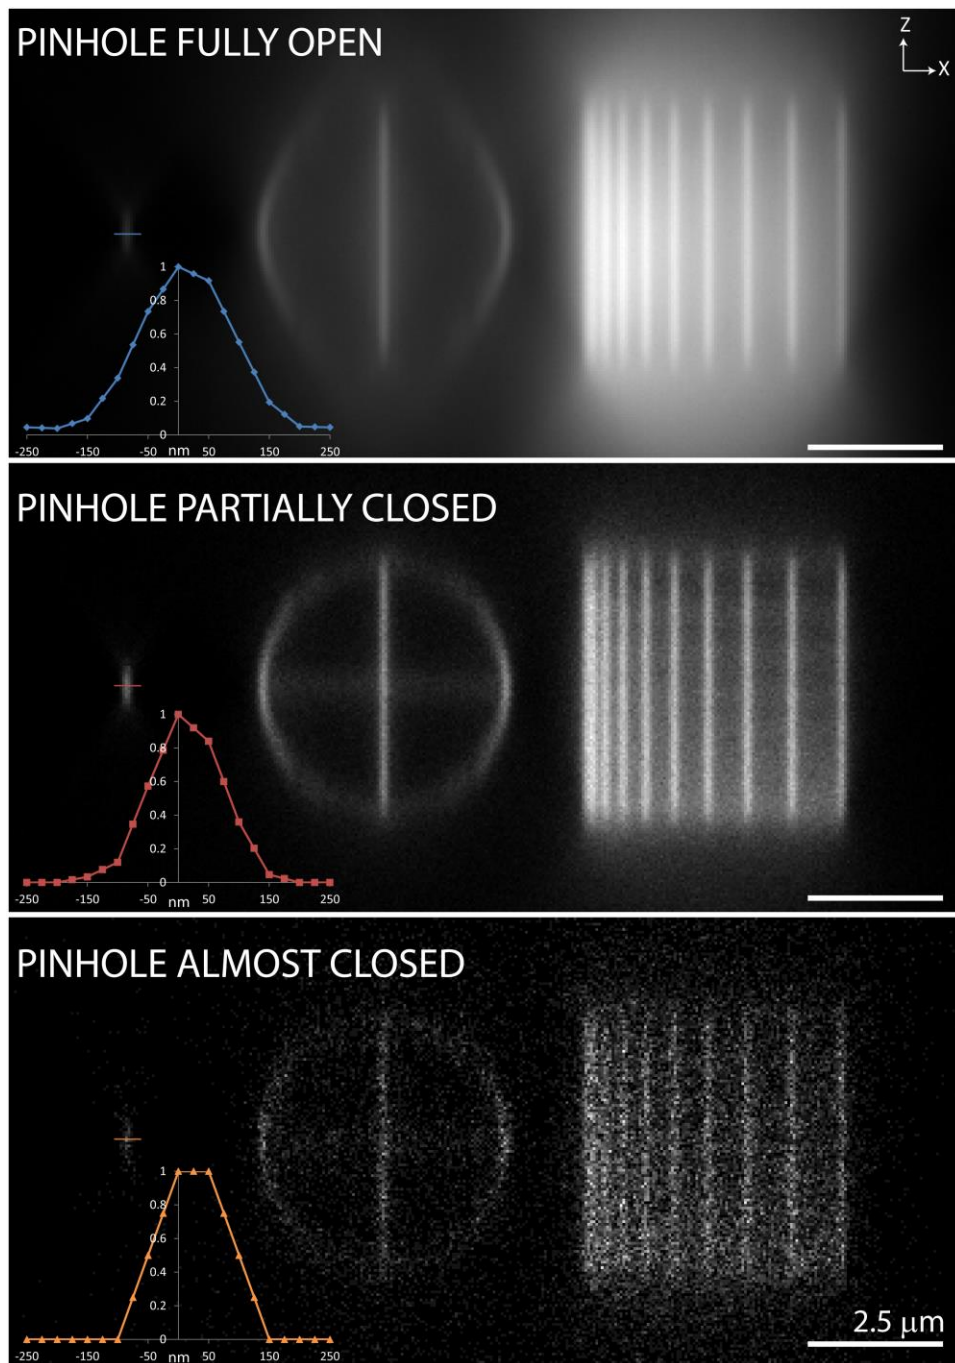 PINHOLE FULLY OPEN
Z
X
1
0.8
0.6
0.4
0.2
0
-250 -150 -50 nm 50 150 250
PINHOLE PARTIALLY CLOSED
1
0.8
0.6
0.4
0.2
0
-250 -150 -50 nm 50 150 250
PINHOLE ALMOST CLOSED
1
0.8
0.6
0.4
0.2
0
-250 -150 -50 nm 50 150 250
2.5 µm